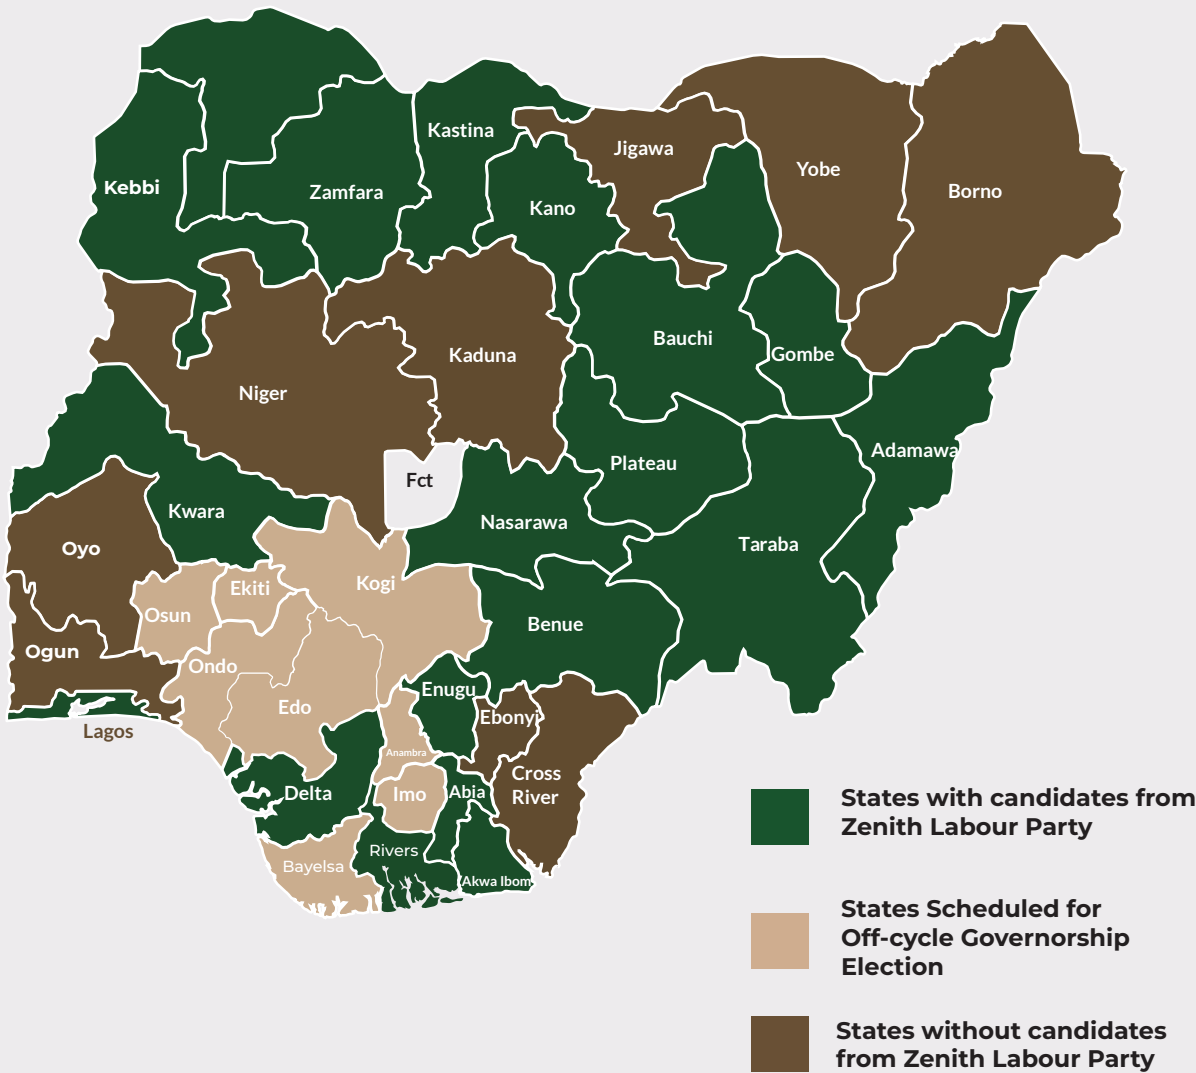 Kastina
Jigawa
Yobe
Kebbi
Zamfara
Borno
Kano
Bauchi
Gombe
Kaduna
Niger
Adamawa
Plateau
Fct
Kwara
Nasarawa
Taraba
Oyo
Kogi
Ekiti
Osun
Benue
Ogun
Ondo
Enugu
Edo
Ebonyi
Lagos
Anambra
Cross
River
Delta
Imo
Abia
Rivers
Bayelsa
Akwa Ibom
States with candidates from
Zenith Labour Party
States Scheduled for
Off-cycle Governorship
Election
States without candidates
from Zenith Labour Party